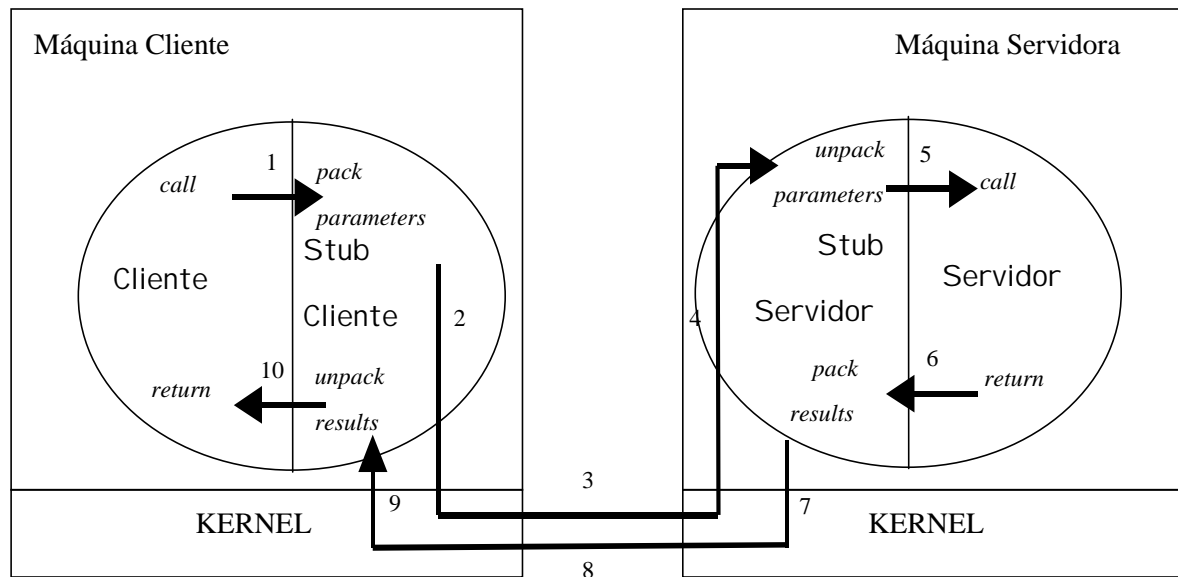 Máquina Cliente
Máquina Servidora
1
call
pack
parameters
Stub
Cliente
Cliente
2
10
return
unpack
results
unpack
5
parameters
call
Stub
Servidor
Servidor
4
pack
6
return
results
3
9
7
KERNEL
KERNEL
8